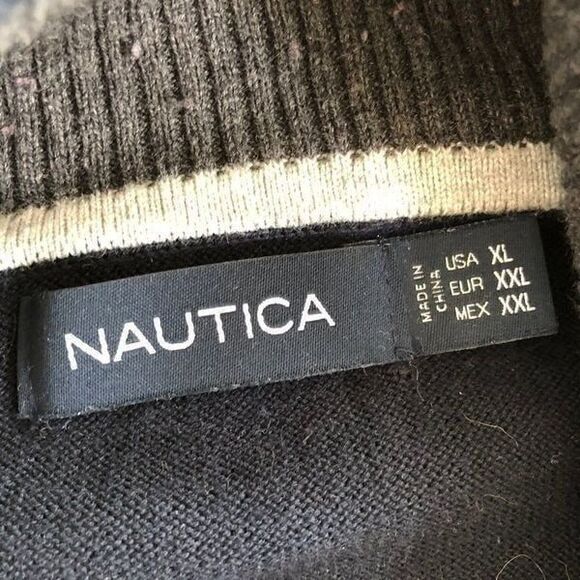 NAUTICA
MADE IN
CHINA
USA XL
EUR XXL
MEX XXL